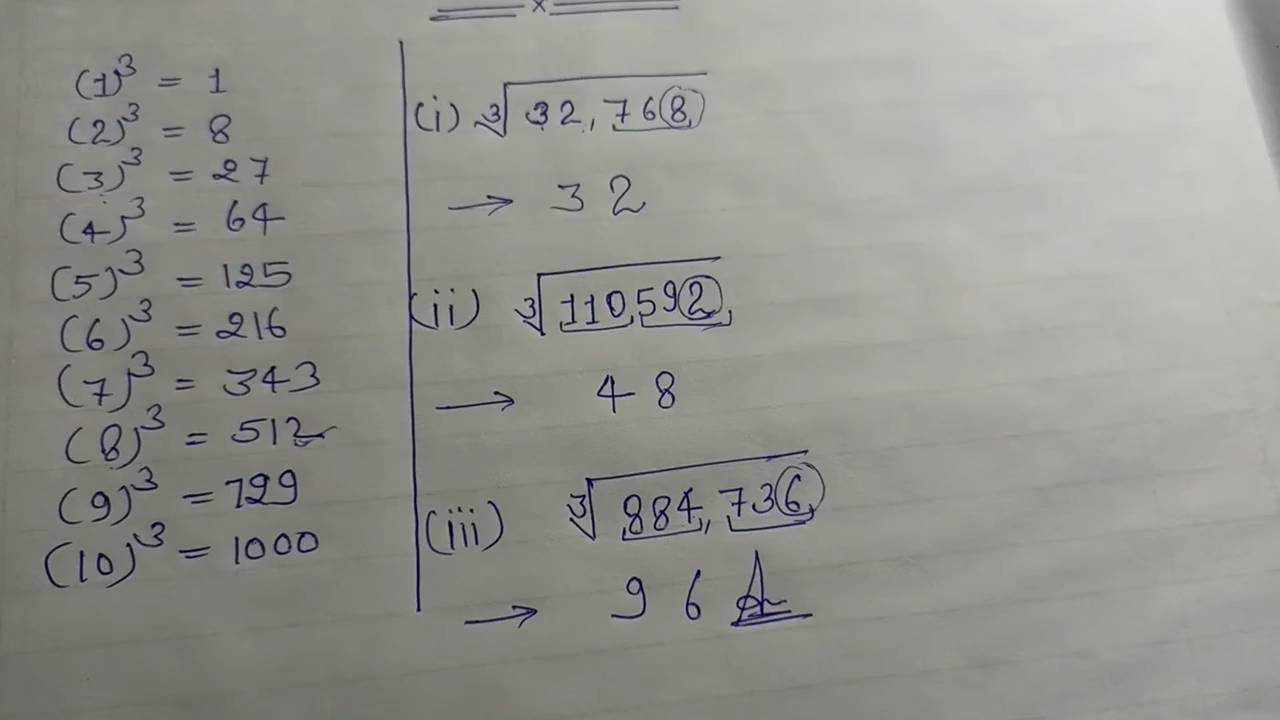 (1)³ = 1
(2)³ = 8
(3)³ = 27
(4)³ = 64
(5)³ = 125
(6)³ = 216
(7)³ = 343
(8)³ = 512
(9)³ = 729
(10)³ = 1000
×
(i) ∛32,768
→ 32
(ii) ∛110,592
→ 48
(iii) ∛884,736
→ 96